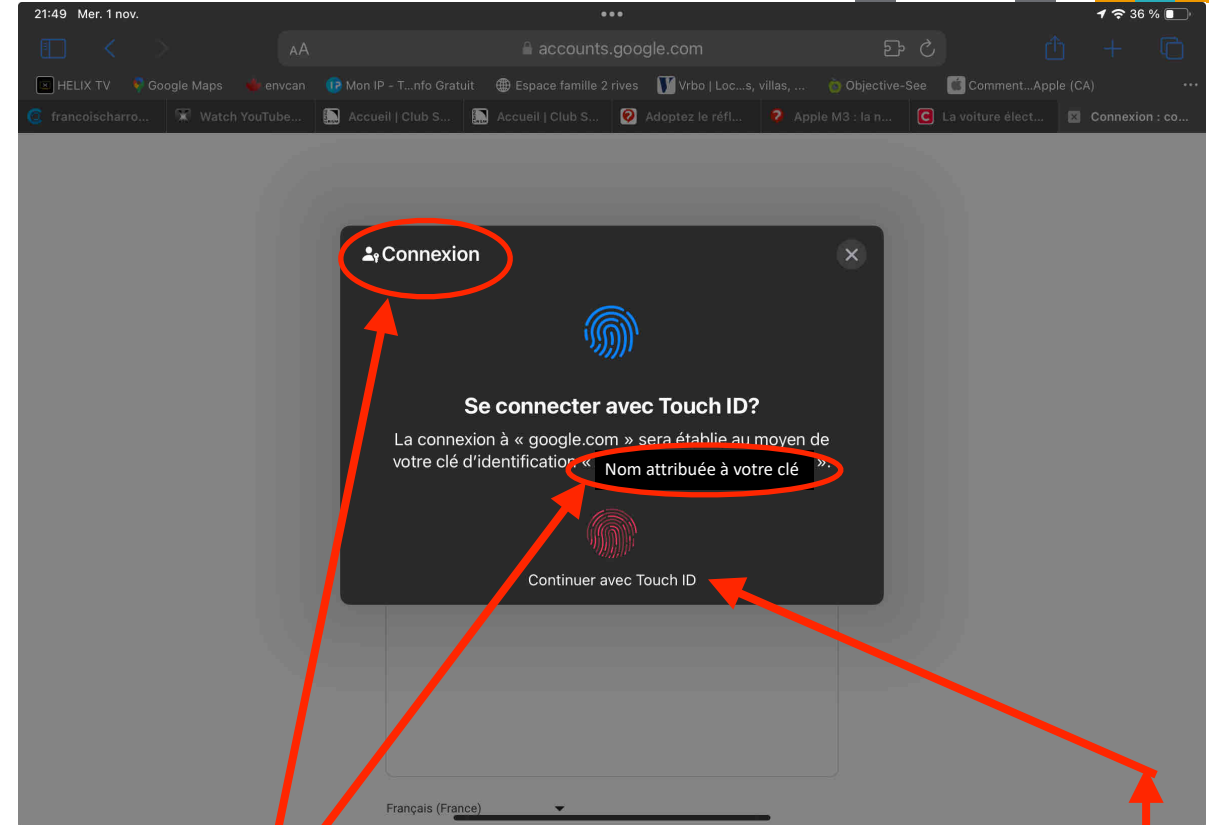 21:49 Mer. 1 nov.
36 %
AA
accounts.google.com
HELIX TV
Google Maps
envcan
Mon IP - T...nfo Gratuit
Espace famille 2 rives
Vrbo | Loc...s, villas, ...
Objective-See
Comment...Apple (CA)
francoischarro...
Watch YouTube...
Accueil | Club S...
Accueil | Club S...
Adoptez le réfl...
Apple M3 : la n...
La voiture élect...
Connexion : co...
Connexion
Se connecter avec Touch ID?
La connexion à « google.com » sera établie au moyen de
votre clé d'identification « Nom attribuée à votre clé ».
Continuer avec Touch ID
Français (France)